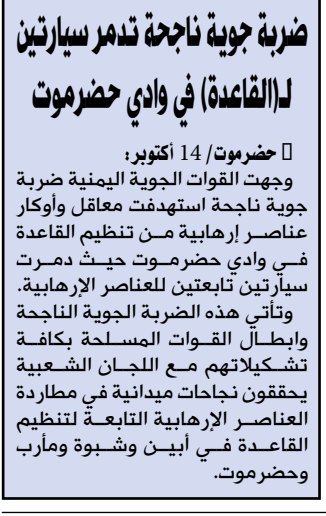 ضربة جوية ناجحة تدمر سيارتين
لـ(القاعدة) في وادي حضرموت
 حضرموت/ 14 أكتوبر:
وجهت القوات الجوية اليمنية ضربة
جوية ناجحة استهدفت معاقل وأوكار
عناصر إرهابية من تنظيم القاعدة
في وادي حضرموت حيث دمرت
سيارتين تابعتين للعناصر الإرهابية.
وتأتي هذه الضربة الجوية الناجحة
وابطال القوات المسلحة بكافة
تشكيلاتهم مع اللجان الشعبية
يحققون نجاحات ميدانية في مطاردة
العناصر الإرهابية التابعة لتنظيم
القاعدة في أبين وشبوة ومأرب
وحضرموت.